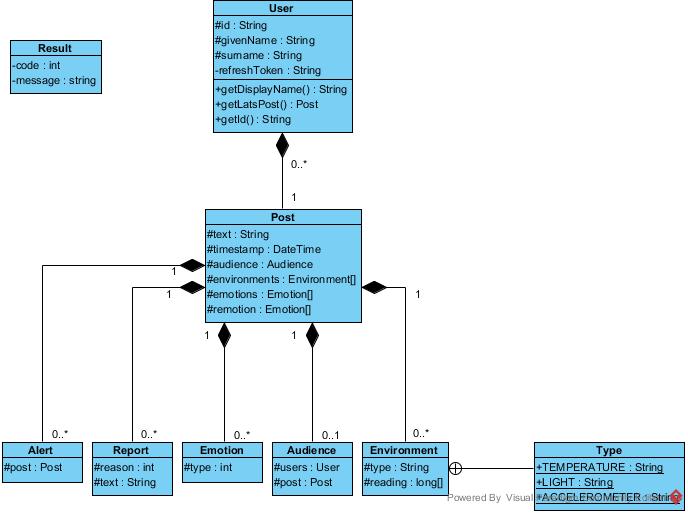 User
#id : String
#givenName : String
#surname : String
-refreshToken : String
+getDisplayName() : String
+getLatsPost() : Post
+getId() : String
Result
-code : int
-message : string
0..*
1
Post
#text : String
#timestamp : DateTime
#audience : Audience
#environments : Environment[]
#emotions : Emotion[]
#remotion : Emotion[]
1
1
1
1
1
0..*
0..*
0..*
0..1
0..*
Alert
#post : Post
Report
#reason : int
#text : String
Emotion
#type : int
Audience
#users : User
#post : Post
Environment
#type : String
#reading : long[]
Type
+TEMPERATURE : String
+LIGHT : String
+ACCELEROMETER : String
Powered By Visual Paradigm